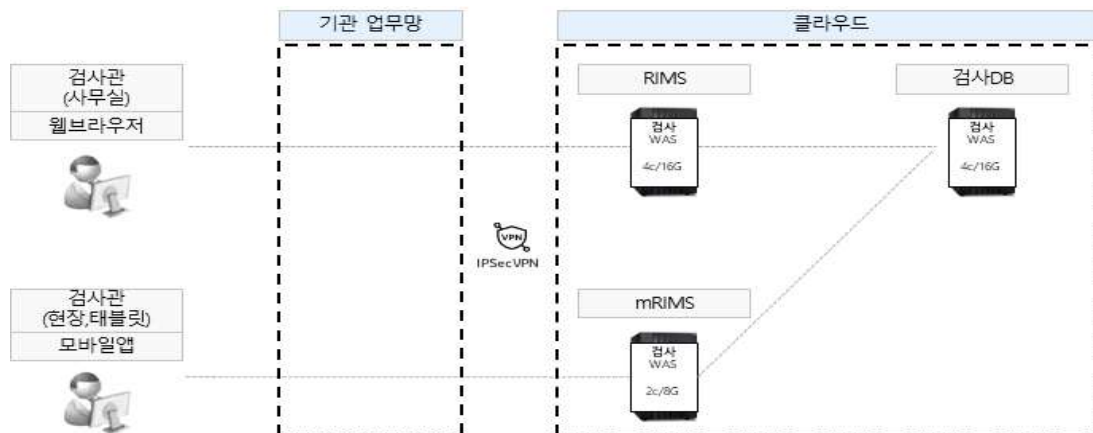 기관 업무망
클라우드
검사관
(사무실)
웹브라우저
RIMS
검사
WAS
4c/16G
검사DB
검사
WAS
4c/16G
VPN
IPSecVPN
검사관
(현장,태블릿)
모바일앱
mRIMS
검사
WAS
2c/8G